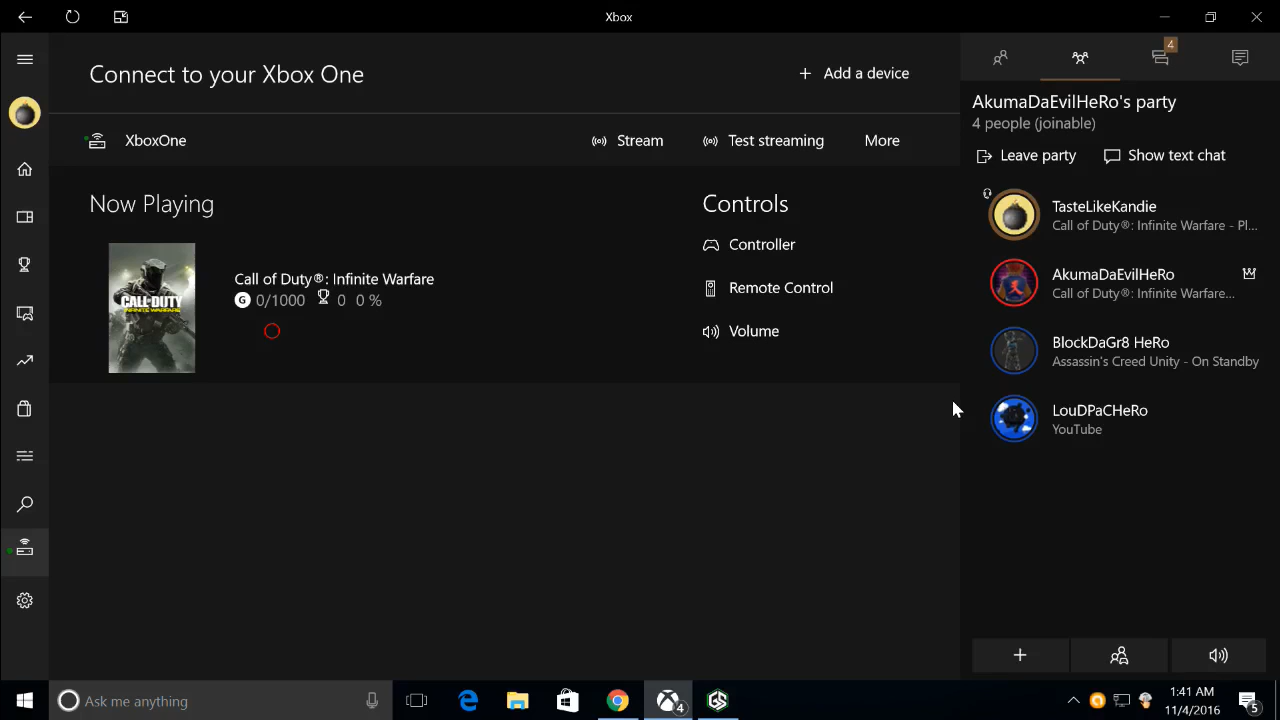 Xbox
Connect to your Xbox One
Add a device
XboxOne
Stream
Test streaming
More
Now Playing
CALL OF DUTY
INFINITE WARFARE
Call of Duty®: Infinite Warfare
G 0/1000 0 0 %
Controls
Controller
Remote Control
Volume
4
AkumaDaEvilHeRo's party
4 people (joinable)
Leave party
Show text chat
TasteLikeKandie
Call of Duty®: Infinite Warfare - Pl...
AkumaDaEvilHeRo
Call of Duty®: Infinite Warfare...
BlockDaGr8 HeRo
Assassin's Creed Unity - On Standby
LouDPaCHeRo
YouTube
Ask me anything
4
1:41 AM
11/4/2016
5